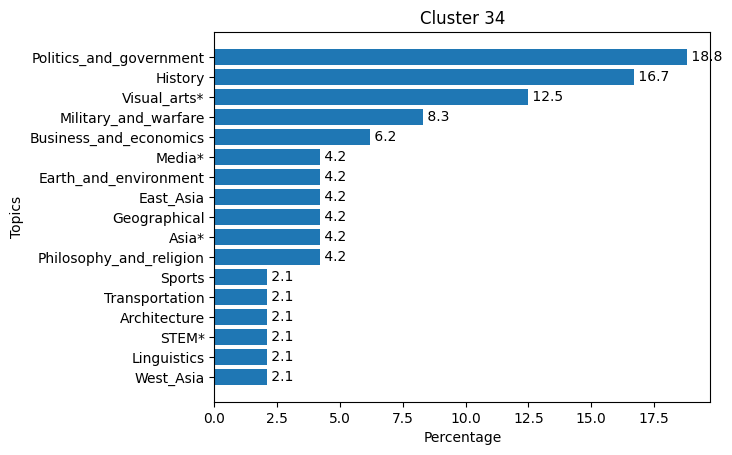 Cluster 34
Topics
Politics_and_government 18.8
History 16.7
Visual_arts* 12.5
Military_and_warfare 8.3
Business_and_economics 6.2
Media* 4.2
Earth_and_environment 4.2
East_Asia 4.2
Geographical 4.2
Asia* 4.2
Philosophy_and_religion 4.2
Sports 2.1
Transportation 2.1
Architecture 2.1
STEM* 2.1
Linguistics 2.1
West_Asia 2.1
0.0 2.5 5.0 7.5 10.0 12.5 15.0 17.5
Percentage